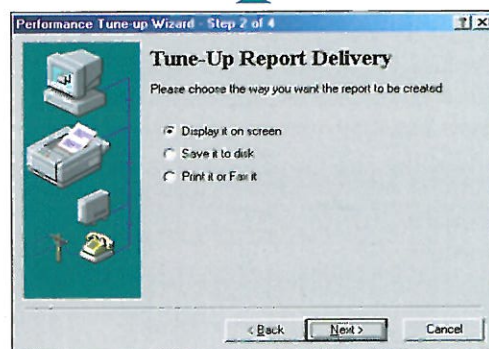 Performance Tune-up Wizard - Step 2 of 4
Tune-Up Report Delivery
Please choose the way you want the report to be created
Display it on screen
Save it to disk
Print it or Fax it
< Back
Next >
Cancel